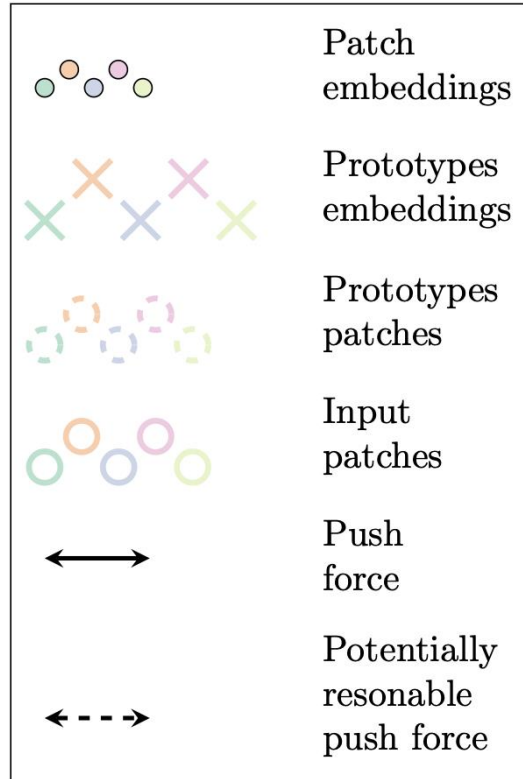 Patch
embeddings
Prototypes
embeddings
Prototypes
patches
Input
patches
Push
force
Potentially
resonable
push force